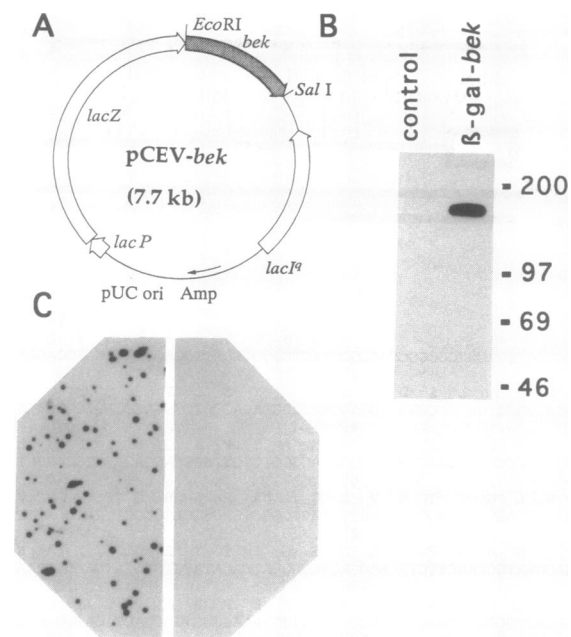 A
EcoRI
bek
Sal I
lacZ
pCEV-bek
(7.7 kb)
lac P
lacIq
pUC ori Amp
B
control
ß-gal-bek
- 200
- 97
- 69
- 46
C